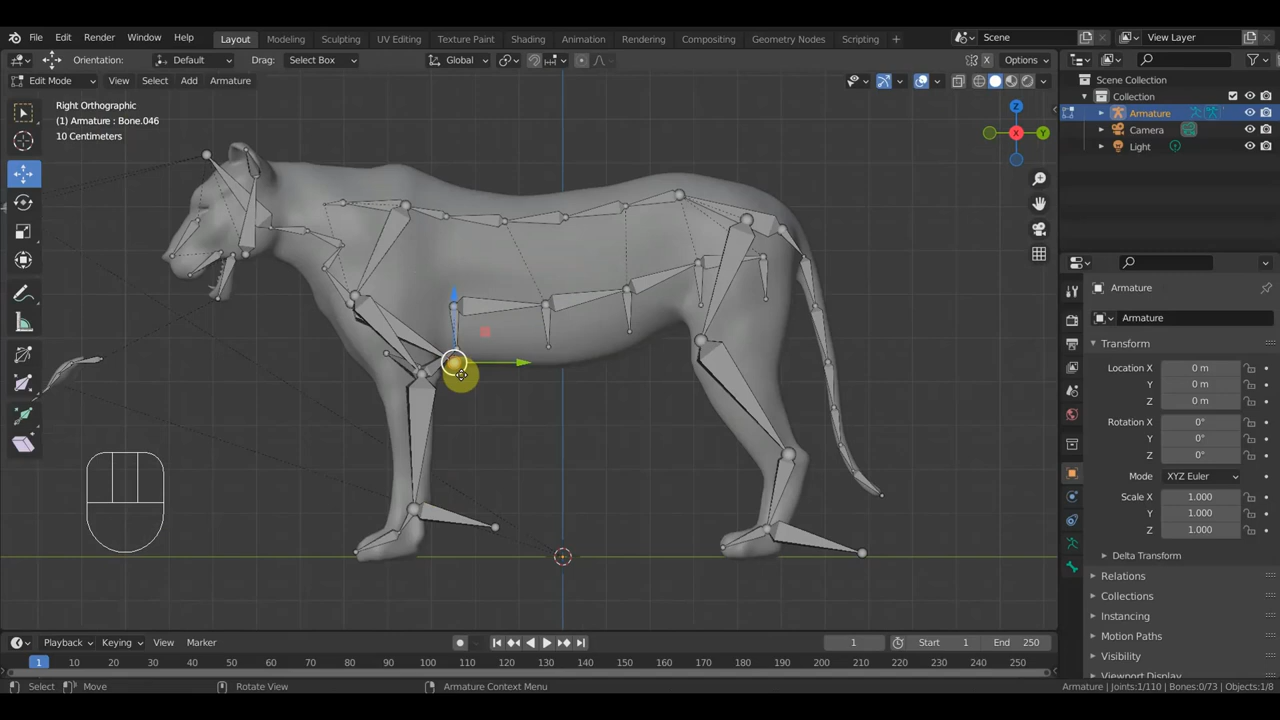 File Edit Render Window Help Layout Modeling Sculpting UV Editing Texture Paint Shading Animation Rendering Compositing Geometry Nodes Scripting + Scene View Layer
Orientation: Default Drag: Select Box Global X Options
Edit Mode View Select Add Armature
Right Orthographic
(1) Armature : Bone.046
10 Centimeters
Z
X
Y
Scene Collection
Collection
Armature
Camera
Light
Armature
Armature
Transform
Location X 0 m
Y 0 m
Z 0 m
Rotation X 0°
Y 0°
Z 0°
Mode XYZ Euler
Scale X 1.000
Y 1.000
Z 1.000
Delta Transform
Relations
Collections
Instancing
Motion Paths
Visibility
Viewport Display
Playback Keying View Marker 1 Start 1 End 250
1 10 20 30 40 50 60 70 80 90 100 110 120 130 140 150 160 170 180 190 200 210 220 230 240 250
Select Move Rotate View Armature Context Menu Armature | Joints:1/110 | Bones:0/73 | Objects:1/8